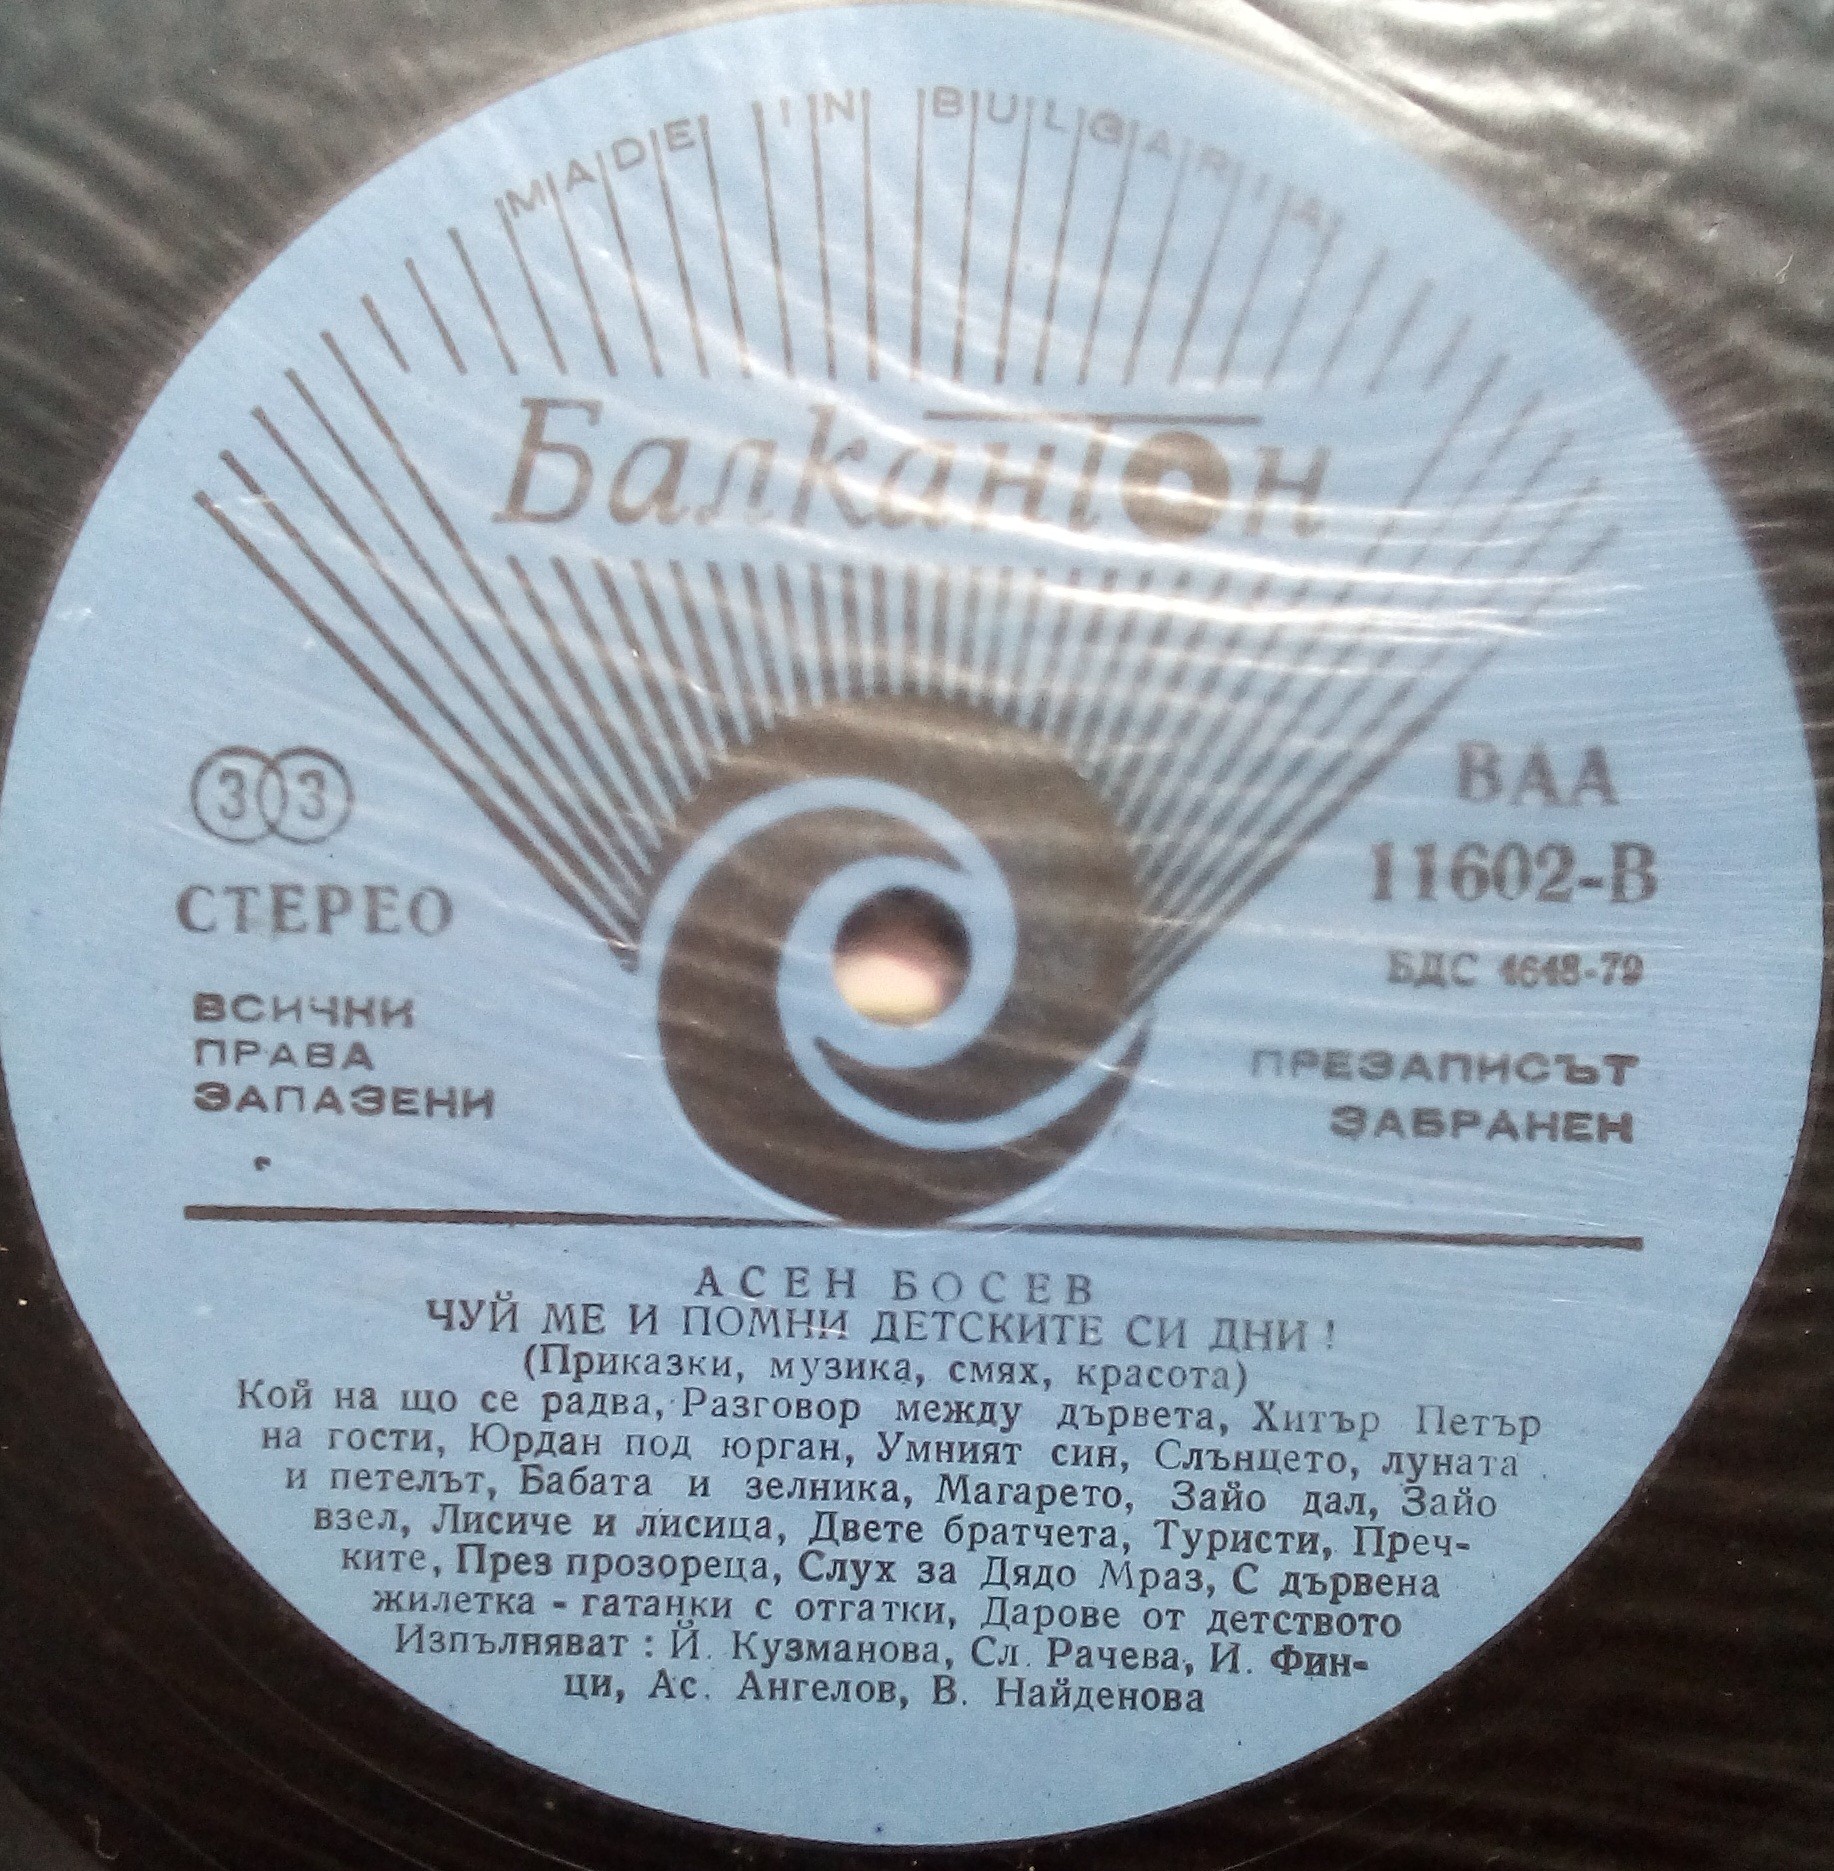 MADE IN BULGARIA
Балкантон
33
СТЕРЕО
ВСИЧКИ
ПРАВА
ЗАПАЗЕНИ
ВАА
11602-В
БДС 4648-79
ПРЕЗАПИСЪТ
ЗАБРАНЕН
АСЕН БОСЕВ
ЧУЙ МЕ И ПОМНИ ДЕТСКИТЕ СИ ДНИ!
(Приказки, музика, смях, красота)
Кой на що се радва, Разговор между дървета, Хитър Петър
на гости, Юрдан под юрган, Умният син, Слънцето, луната
и петелът, Бабата и зелника, Магарето, Зайо дал, Зайо
взел, Лисиче и лисица, Двете братчета, Туристи, Преч-
ките, През прозореца, Слух за Дядо Мраз, С дървена
жилетка - гатанки с отгатки, Дарове от детството
Изпълняват: Й. Кузманова, Сл. Рачева, И. Фин-
ци, Ас. Ангелов, В. Найденова